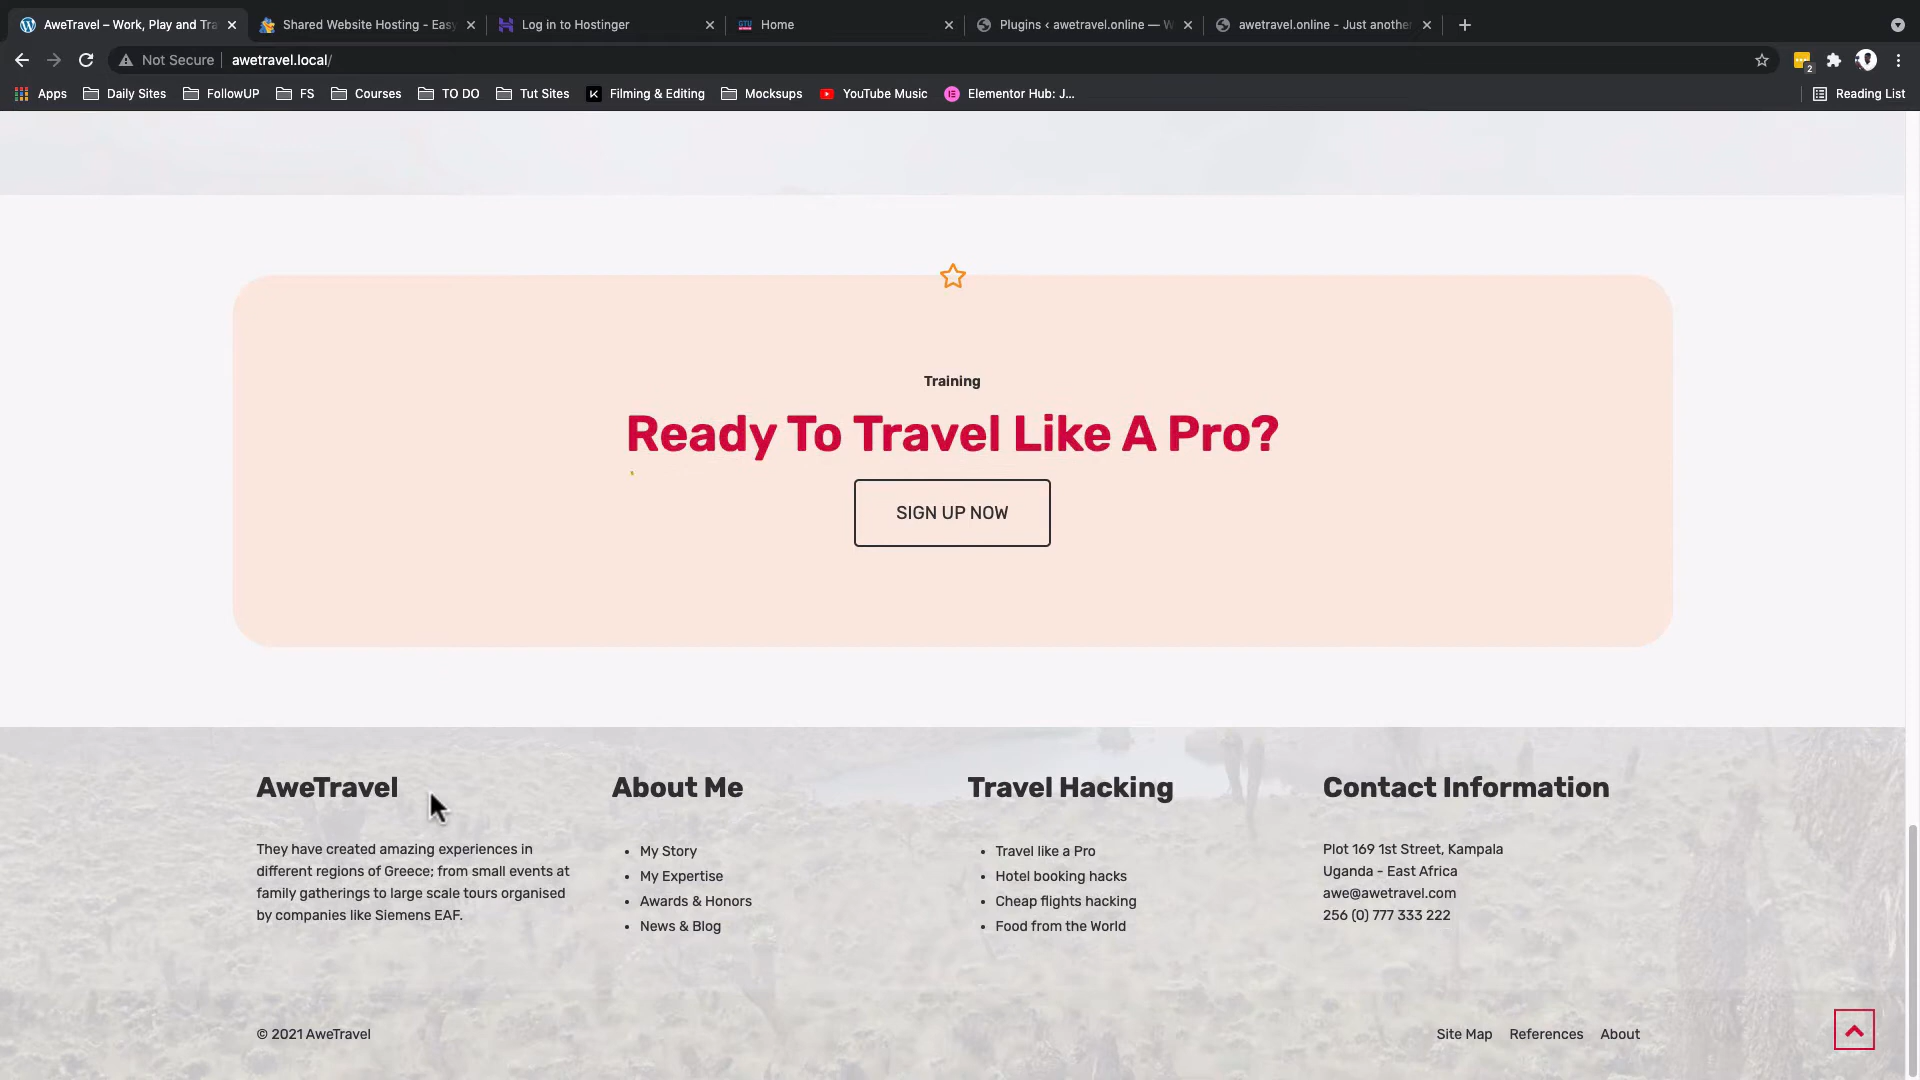 AweTravel – Work, Play and Tra
Shared Website Hosting - Easy
Log in to Hostinger
GTU
Home
Plugins ‹ awetravel.online — W
awetravel.online - Just another
Not Secure
awetravel.local/
2
Apps
Daily Sites
FollowUP
FS
Courses
TO DO
Tut Sites
Filming & Editing
Mocksups
YouTube Music
Elementor Hub: J...
Reading List
Training
Ready To Travel Like A Pro?
SIGN UP NOW
AweTravel
They have created amazing experiences in
different regions of Greece; from small events at
family gatherings to large scale tours organised
by companies like Siemens EAF.
About Me
• My Story
• My Expertise
• Awards & Honors
• News & Blog
Travel Hacking
• Travel like a Pro
• Hotel booking hacks
• Cheap flights hacking
• Food from the World
Contact Information
Plot 169 1st Street, Kampala
Uganda - East Africa
awe@awetravel.com
256 (0) 777 333 222
© 2021 AweTravel
Site Map
References
About